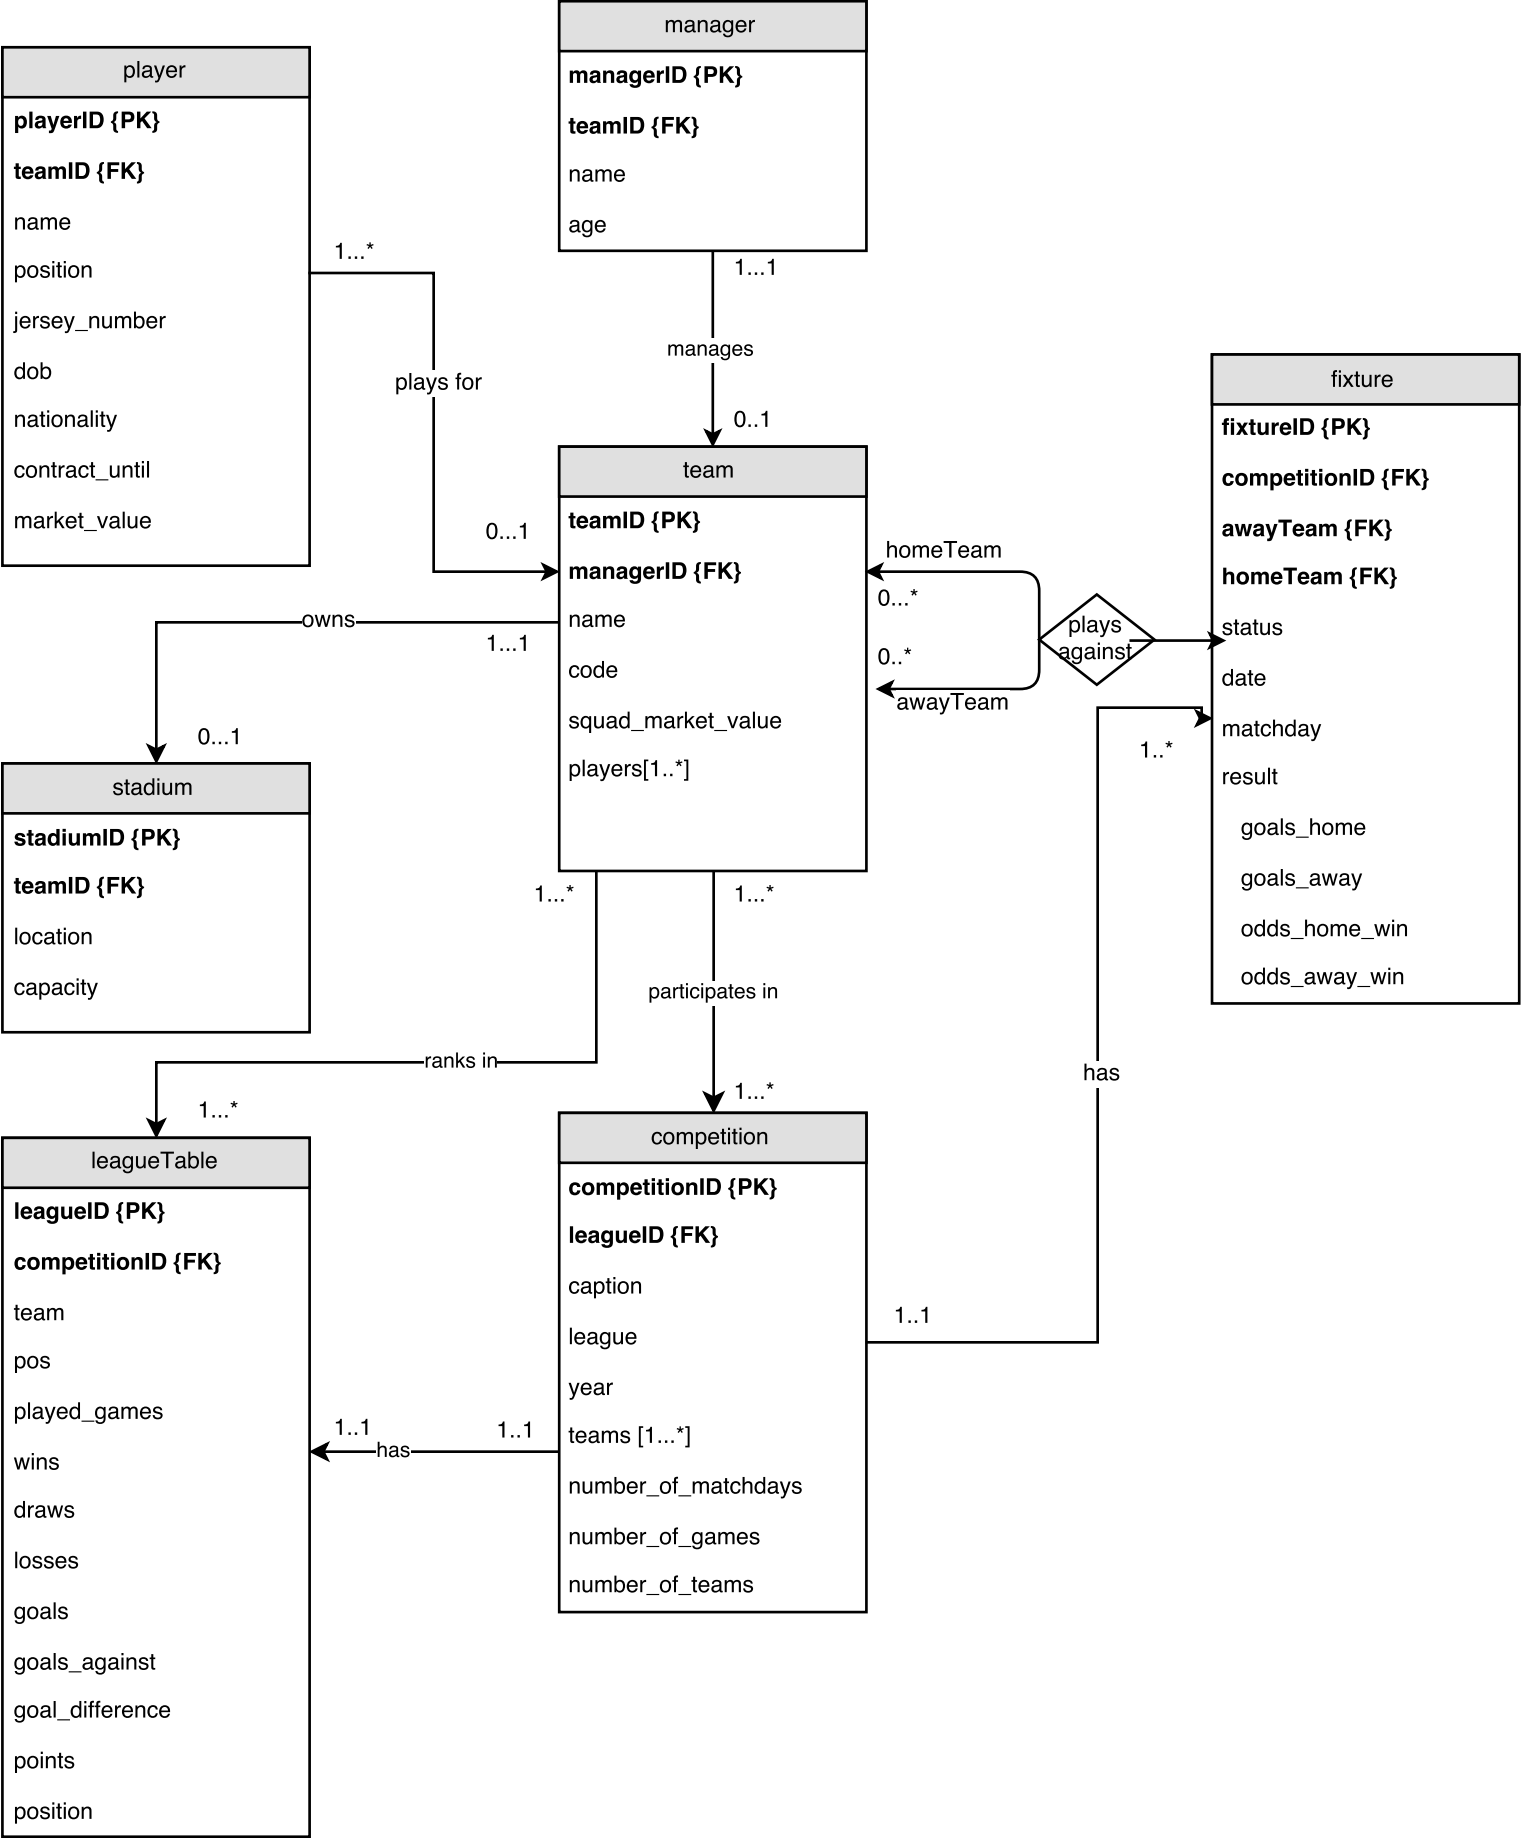 manager
managerID {PK}
teamID {FK}
name
age
player
playerID {PK}
teamID {FK}
name
position
jersey_number
dob
nationality
contract_until
market_value
1...*
plays for
0...1
1...1
manages
0..1
team
teamID {PK}
managerID {FK}
name
code
squad_market_value
players[1..*]
homeTeam
0...*
0..*
awayTeam
plays
against
fixture
fixtureID {PK}
competitionID {FK}
awayTeam {FK}
homeTeam {FK}
status
date
matchday
result
goals_home
goals_away
odds_home_win
odds_away_win
owns
1...1
0...1
stadium
stadiumID {PK}
teamID {FK}
location
capacity
1...*
ranks in
1...*
1...*
participates in
1...*
1..*
has
1..1
leagueTable
leagueID {PK}
competitionID {FK}
team
pos
played_games
wins
draws
losses
goals
goals_against
goal_difference
points
position
1..1
has
1..1
competition
competitionID {PK}
leagueID {FK}
caption
league
year
teams [1...*]
number_of_matchdays
number_of_games
number_of_teams